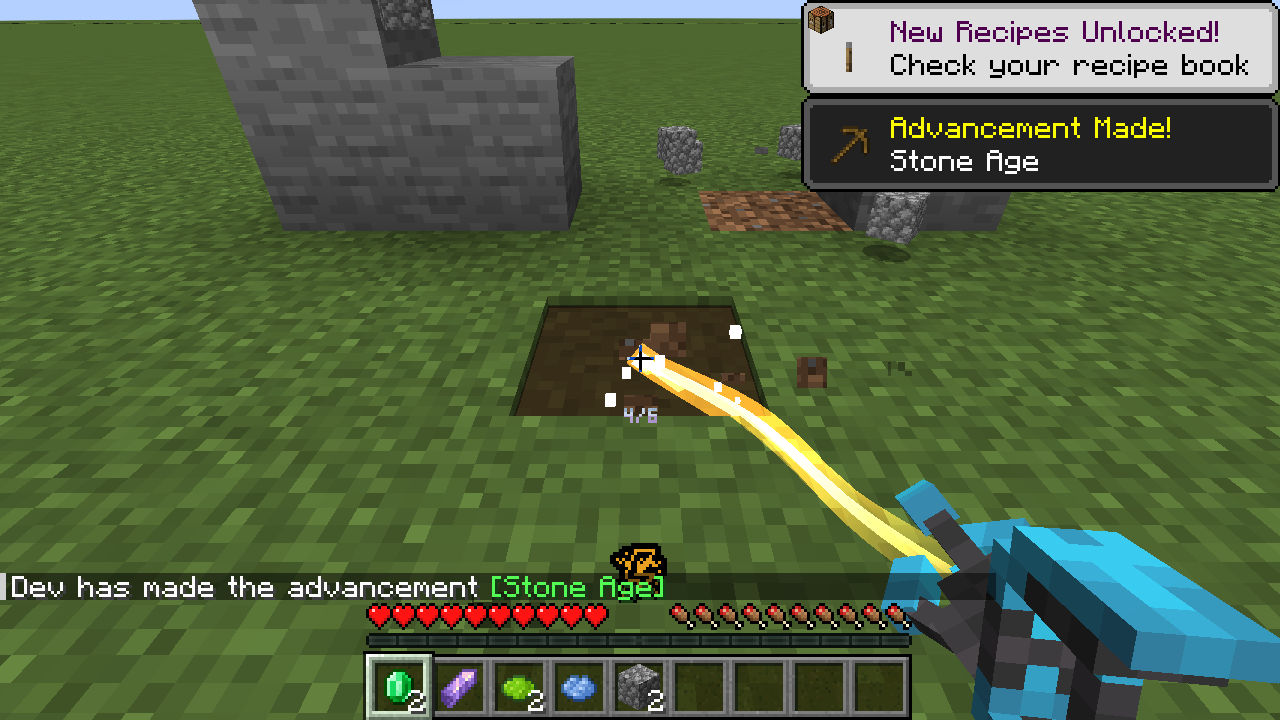 New Recipes Unlocked!
Check your recipe book
Advancement Made!
Stone Age
4/6
Dev has made the advancement [Stone Age]
2
2
2